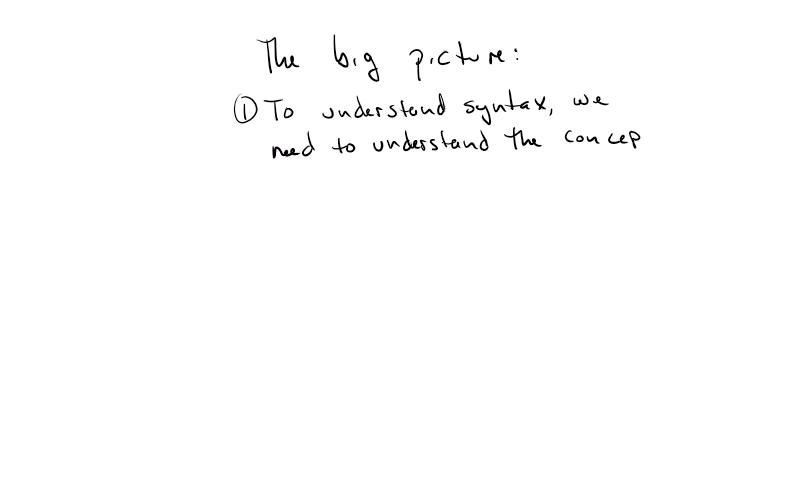 The big picture:
① To understand syntax, we
need to understand the concep